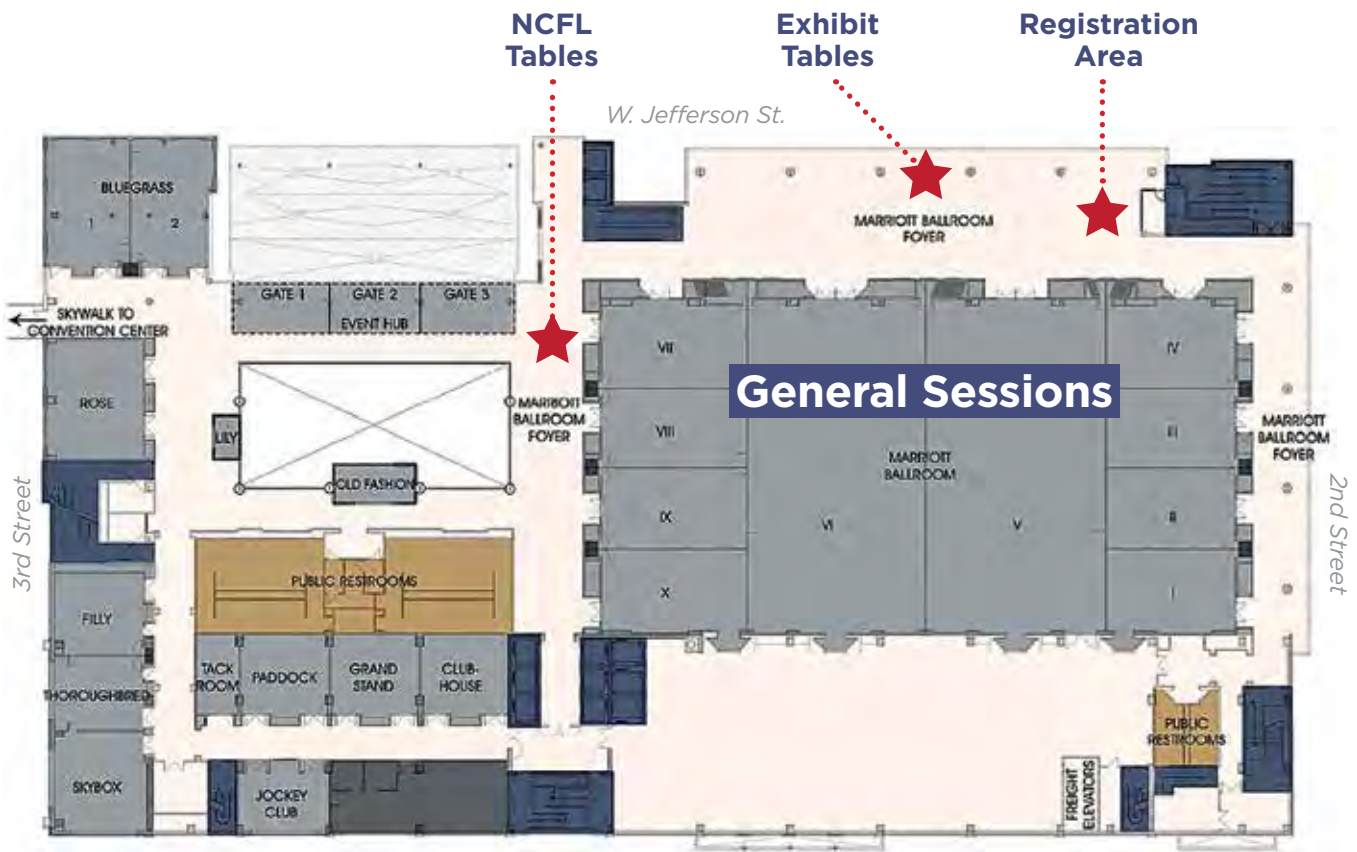 NCFL
Tables
Exhibit
Tables
Registration
Area
W. Jefferson St.
BLUEGRASS
1
2
MARRIOTT BALLROOM
FOYER
SKYWALK TO
CONVENTION CENTER
GATE 1
GATE 2
GATE 3
EVENT HUB
VII
IV
General Sessions
ROSE
LILY
MARRIOTT
BALLROOM
FOYER
VIII
III
MARRIOTT
BALLROOM
FOYER
MARRIOTT
BALLROOM
OLD FASHION
3rd Street
2nd Street
IX
VI
V
II
PUBLIC RESTROOMS
X
I
FILLY
TACK
ROOM
PADDOCK
GRAND
STAND
CLUB-
HOUSE
THOROUGHBRED
PUBLIC
RESTROOMS
SKYBOX
JOCKEY
CLUB
FREIGHT
ELEVATORS